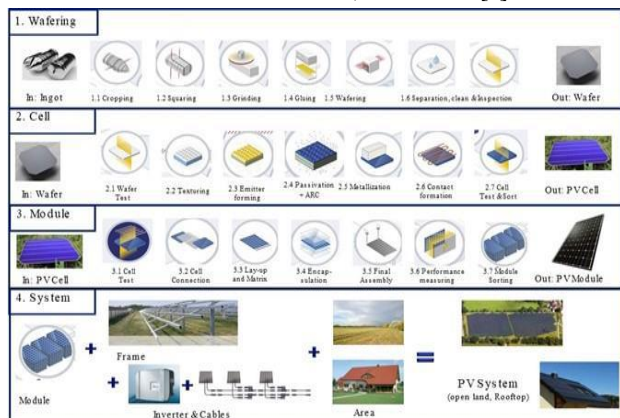 1. Wafering
In: Ingot
1.1 Cropping
1.2 Squaring
1.3 Grinding
1.4 Gluing
1.5 Wafering
1.6 Separation, clean & Inspection
Out: Wafer
2. Cell
In: Wafer
2.1 Wafer
Test
2.2 Texturing
2.3 Emitter
forming
2.4 Passivation
+ ARC
2.5 Metallization
2.6 Contact
formation
2.7 Cell
Test & Sort
Out: PVCell
3. Module
In: PVCell
3.1 Cell
Test
3.2 Cell
Connection
3.3 Lay-up
and Matrix
3.4 Encap-
sulation
3.5 Final
Assembly
3.6 Performance
measuring
3.7 Module
Sorting
Out: PVModule
4. System
Module
Frame
Inverter & Cables
Area
PV System
(open land, Rooftop)